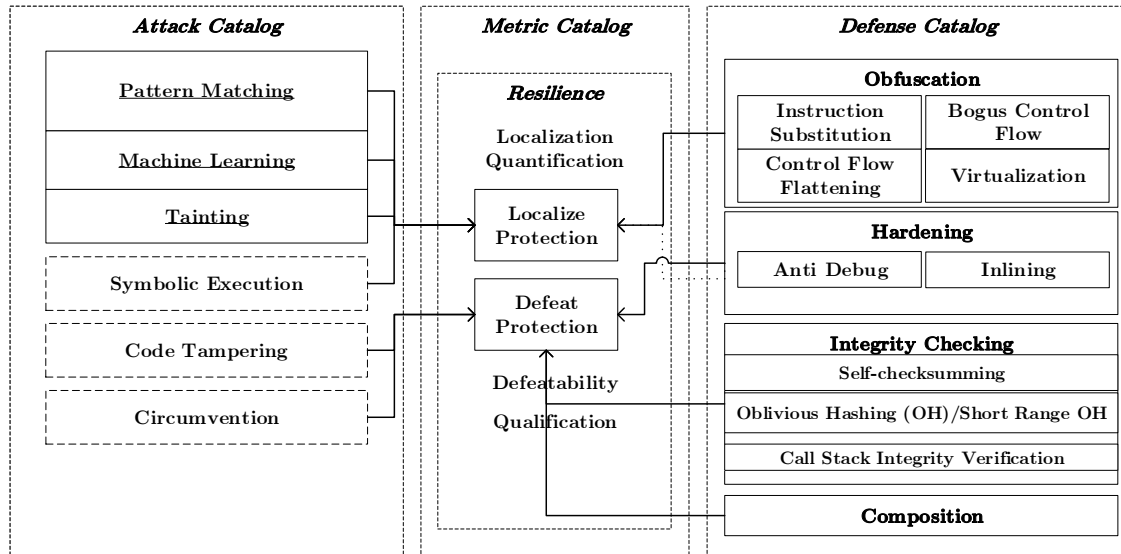 Attack Catalog
Pattern Matching
Machine Learning
Tainting
Symbolic Execution
Code Tampering
Circumvention
Metric Catalog
Resilience
Localization
Quantification
Localize
Protection
Defeat
Protection
Defeatability
Qualification
Defense Catalog
Obfuscation
Instruction
Substitution
Bogus Control
Flow
Control Flow
Flattening
Virtualization
Hardening
Anti Debug
Inlining
Integrity Checking
Self-checksumming
Oblivious Hashing (OH)/Short Range OH
Call Stack Integrity Verification
Composition